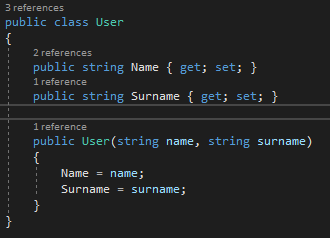 3 references
public class User
{
2 references
public string Name { get; set; }
1 reference
public string Surname { get; set; }
1 reference
public User(string name, string surname)
{
Name = name;
Surname = surname;
}
}